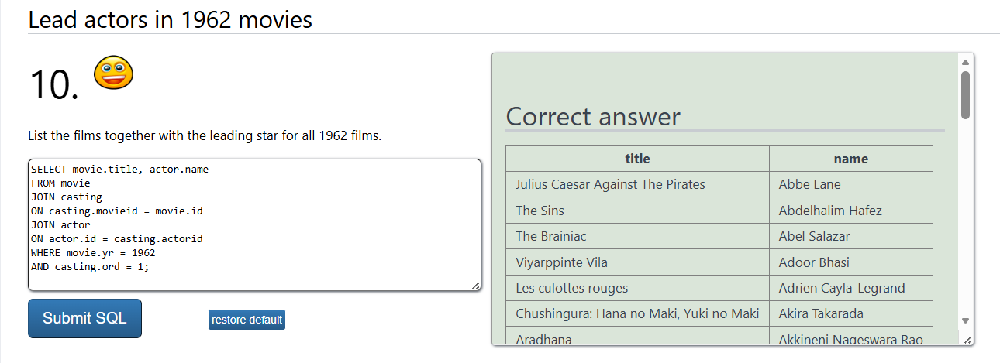 Lead actors in 1962 movies
10.
List the films together with the leading star for all 1962 films.
SELECT movie.title, actor.name
FROM movie
JOIN casting
ON casting.movieid = movie.id
JOIN actor
ON actor.id = casting.actorid
WHERE movie.yr = 1962
AND casting.ord = 1;
Submit SQL
restore default
Correct answer
title name
Julius Caesar Against The Pirates Abbe Lane
The Sins Abdelhalim Hafez
The Brainiac Abel Salazar
Viyarppinte Vila Adoor Bhasi
Les culottes rouges Adrien Cayla-Legrand
Chūshingura: Hana no Maki, Yuki no Maki Akira Takarada
Aradhana Akkineni Nageswara Rao